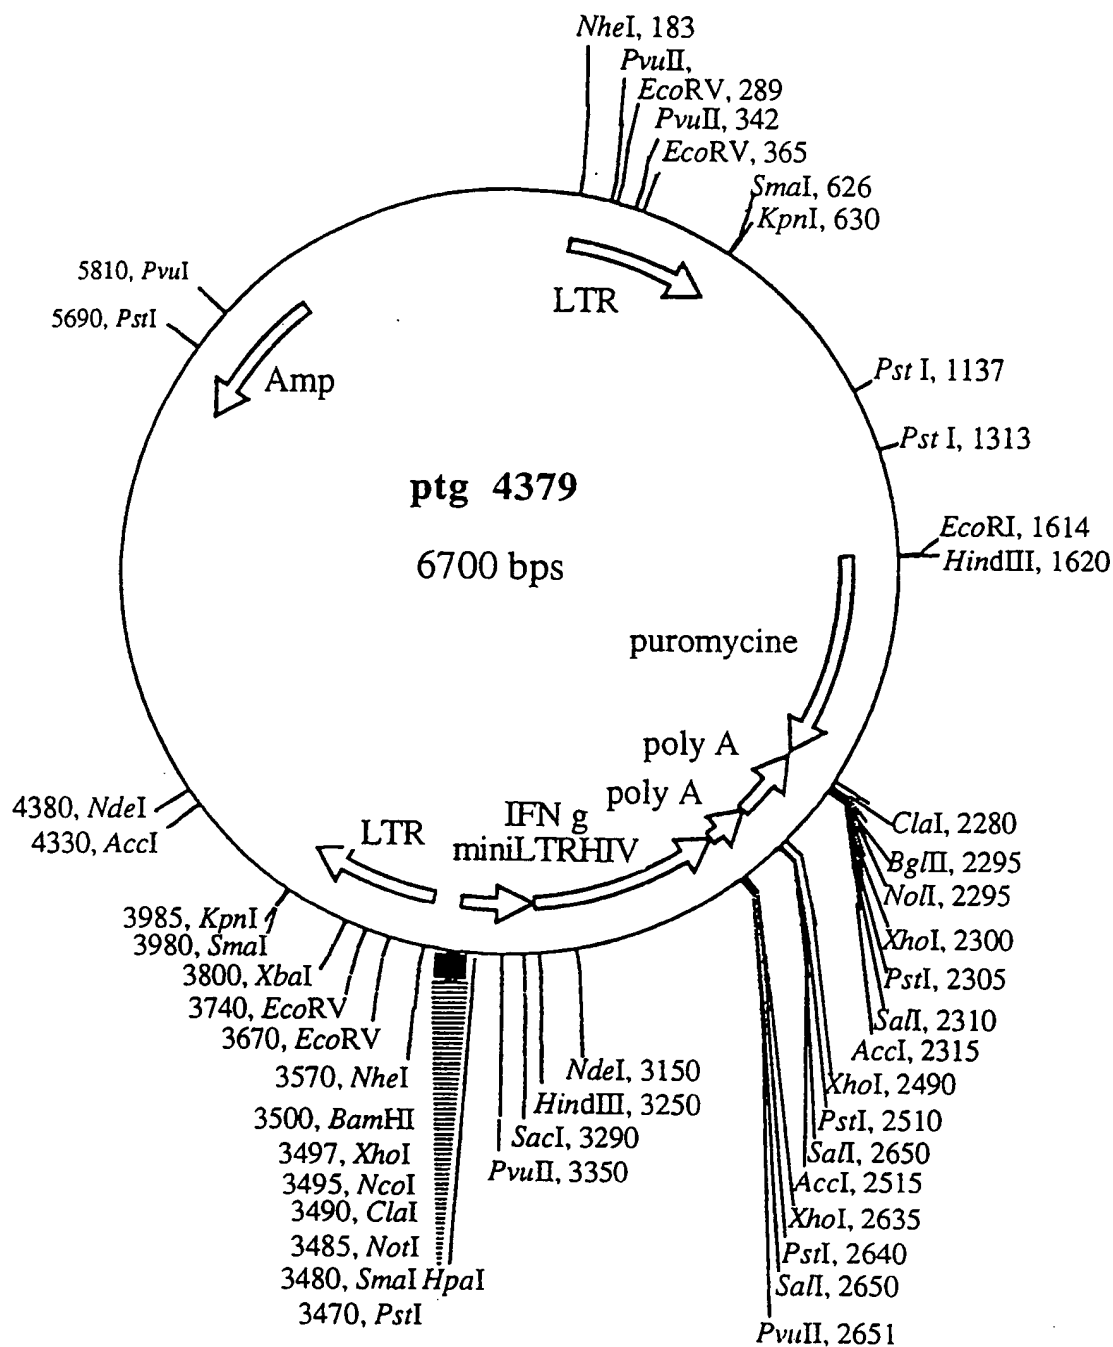 NheI, 183
PvuII,
EcoRV, 289
PvuII, 342
EcoRV, 365
SmaI, 626
KpnI, 630
LTR
5810, PvuI
5690, PstI
Amp
Pst I, 1137
Pst I, 1313
ptg 4379
6700 bps
EcoRI, 1614
HindIII, 1620
puromycine
poly A
poly A
IFN g
miniLTRHIV
LTR
4380, NdeI
4330, AccI
ClaI, 2280
BglII, 2295
NolI, 2295
XhoI, 2300
PstI, 2305
SalI, 2310
AccI, 2315
XhoI, 2490
PstI, 2510
SalI, 2650
AccI, 2515
XhoI, 2635
PstI, 2640
SalI, 2650
PvuII, 2651
3985, KpnI
3980, SmaI
3800, XbaI
3740, EcoRV
3670, EcoRV
3570, NheI
3500, BamHI
3497, XhoI
3495, NcoI
3490, ClaI
3485, NotI
3480, SmaI HpaI
3470, PstI
NdeI, 3150
HindIII, 3250
SacI, 3290
PvuII, 3350